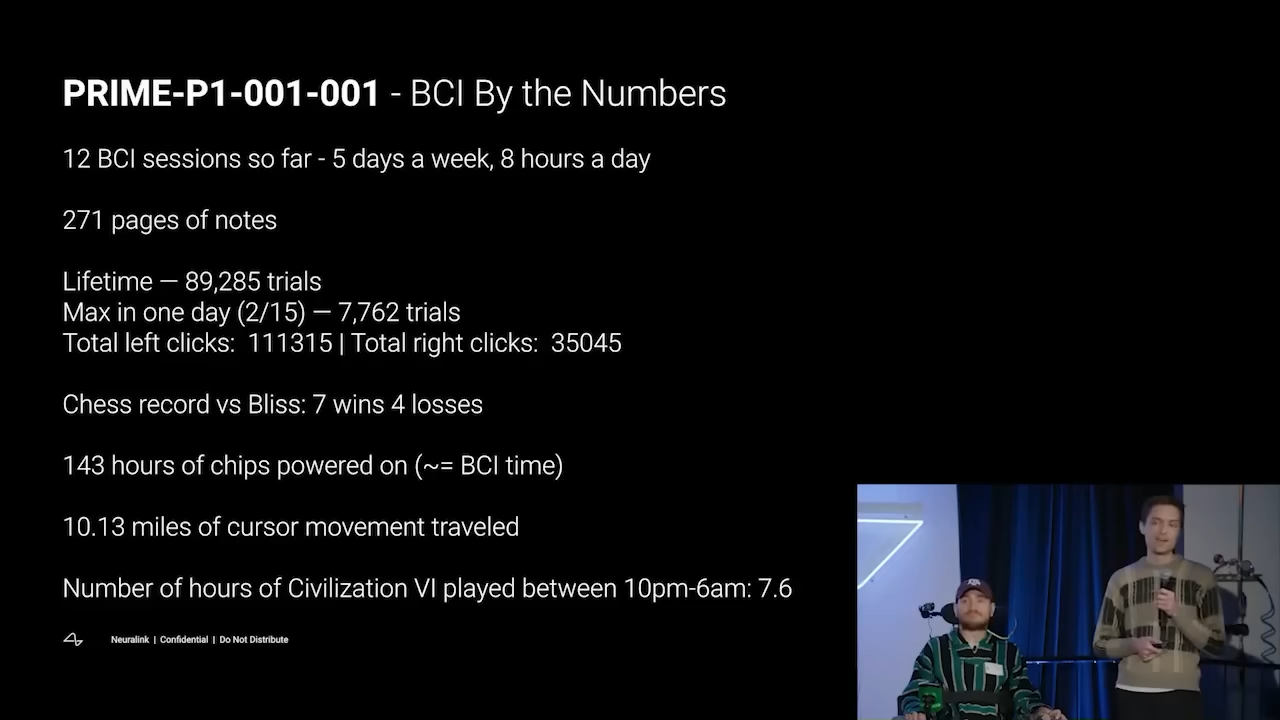 PRIME-P1-001-001 - BCI By the Numbers
12 BCI sessions so far - 5 days a week, 8 hours a day
271 pages of notes
Lifetime — 89,285 trials
Max in one day (2/15) — 7,762 trials
Total left clicks:  111315 | Total right clicks:  35045
Chess record vs Bliss: 7 wins 4 losses
143 hours of chips powered on (~= BCI time)
10.13 miles of cursor movement traveled
Number of hours of Civilization VI played between 10pm-6am: 7.6
Neuralink | Confidential | Do Not Distribute